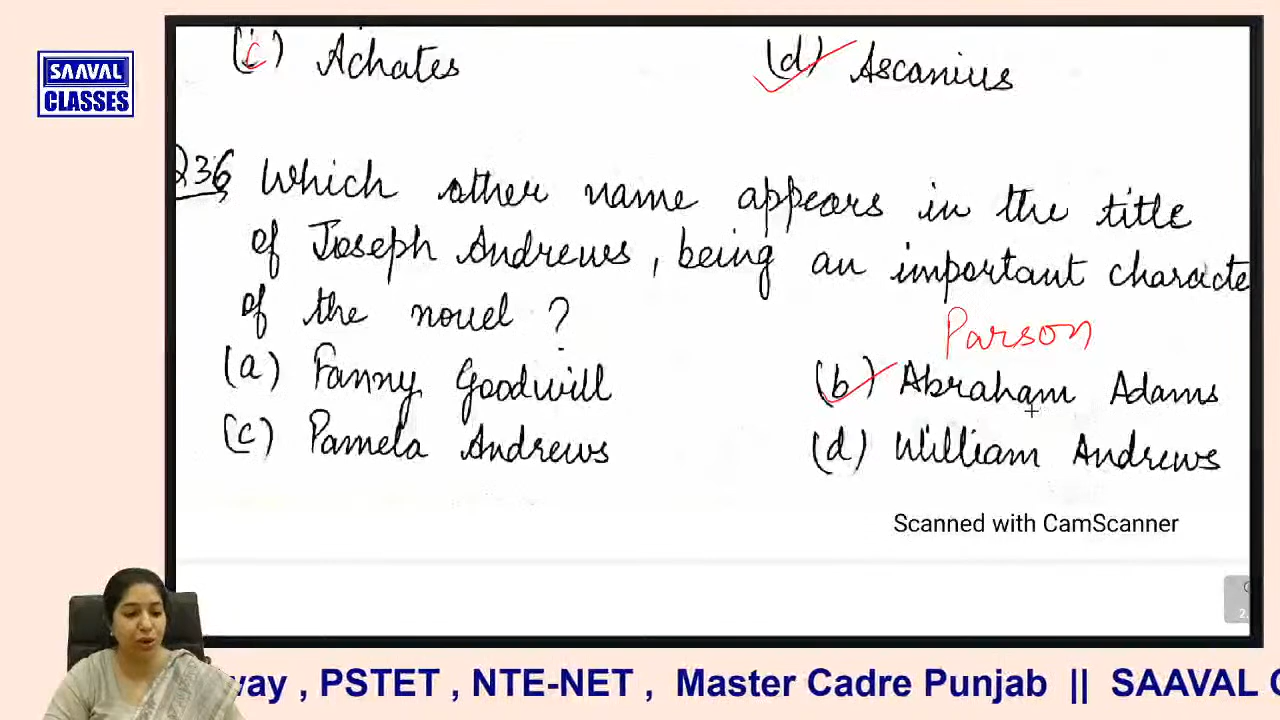 SAAVAL
CLASSES
(c) Achates (d) Ascanius
236, Which other name appears in the title
of Joseph Andrews, being an important characte
of the novel ?
Parson
(a) Fanny Goodwill (b) Abraham Adams
(c) Pamela Andrews (d) William Andrews
Scanned with CamScanner
way , PSTET , NTE-NET , Master Cadre Punjab || SAAVAL C